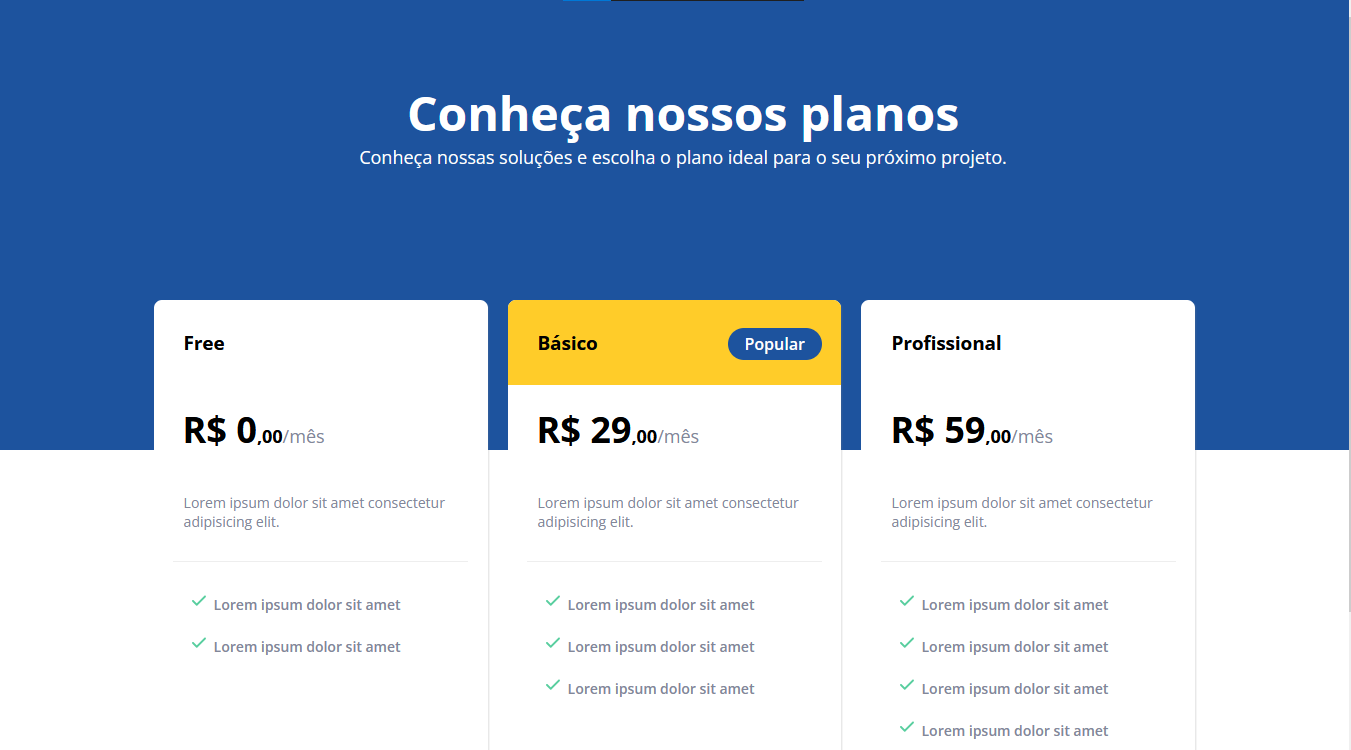 Conheça nossos planos
Conheça nossas soluções e escolha o plano ideal para o seu próximo projeto.
Free
R$ 0,00/mês
Lorem ipsum dolor sit amet consectetur
adipisicing elit.
Lorem ipsum dolor sit amet
Lorem ipsum dolor sit amet
Básico
Popular
R$ 29,00/mês
Lorem ipsum dolor sit amet consectetur
adipisicing elit.
Lorem ipsum dolor sit amet
Lorem ipsum dolor sit amet
Lorem ipsum dolor sit amet
Profissional
R$ 59,00/mês
Lorem ipsum dolor sit amet consectetur
adipisicing elit.
Lorem ipsum dolor sit amet
Lorem ipsum dolor sit amet
Lorem ipsum dolor sit amet
Lorem ipsum dolor sit amet